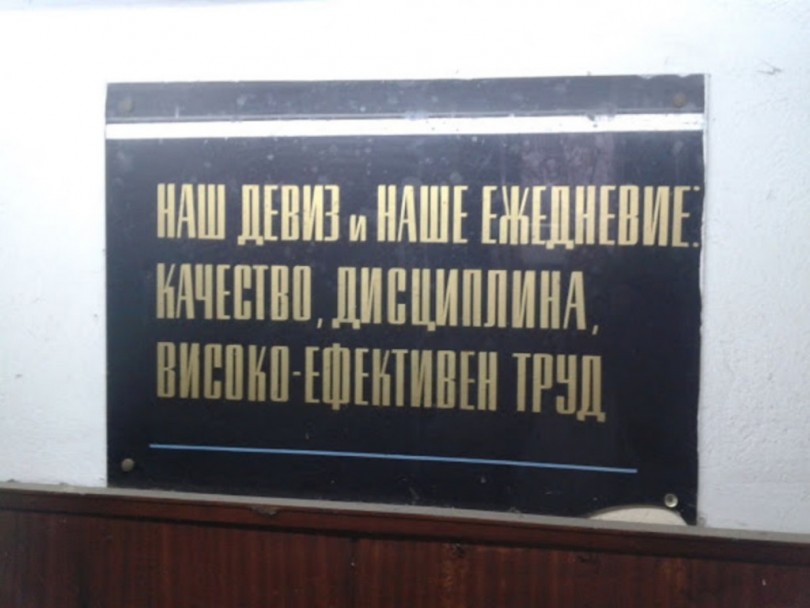 НАШ ДЕВИЗ и НАШЕ ЕЖЕДНЕВИЕ:
КАЧЕСТВО, ДИСЦИПЛИНА,
ВИСОКО-ЕФЕКТИВЕН ТРУД